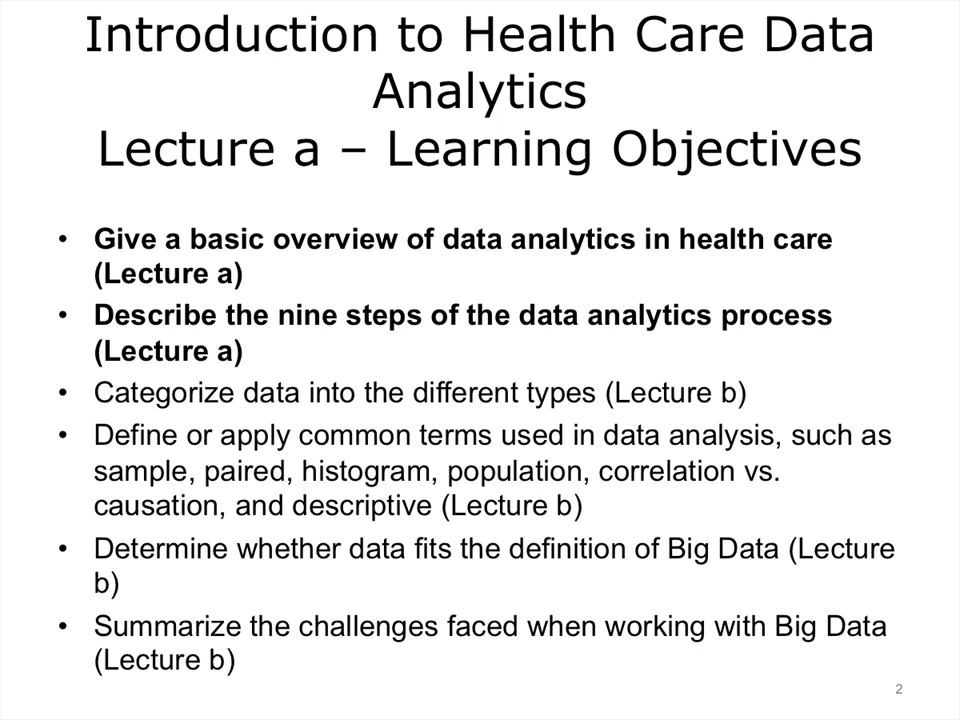 Introduction to Health Care Data
Analytics
Lecture a – Learning Objectives
• Give a basic overview of data analytics in health care
(Lecture a)
• Describe the nine steps of the data analytics process
(Lecture a)
• Categorize data into the different types (Lecture b)
• Define or apply common terms used in data analysis, such as
sample, paired, histogram, population, correlation vs.
causation, and descriptive (Lecture b)
• Determine whether data fits the definition of Big Data (Lecture
b)
• Summarize the challenges faced when working with Big Data
(Lecture b)
2